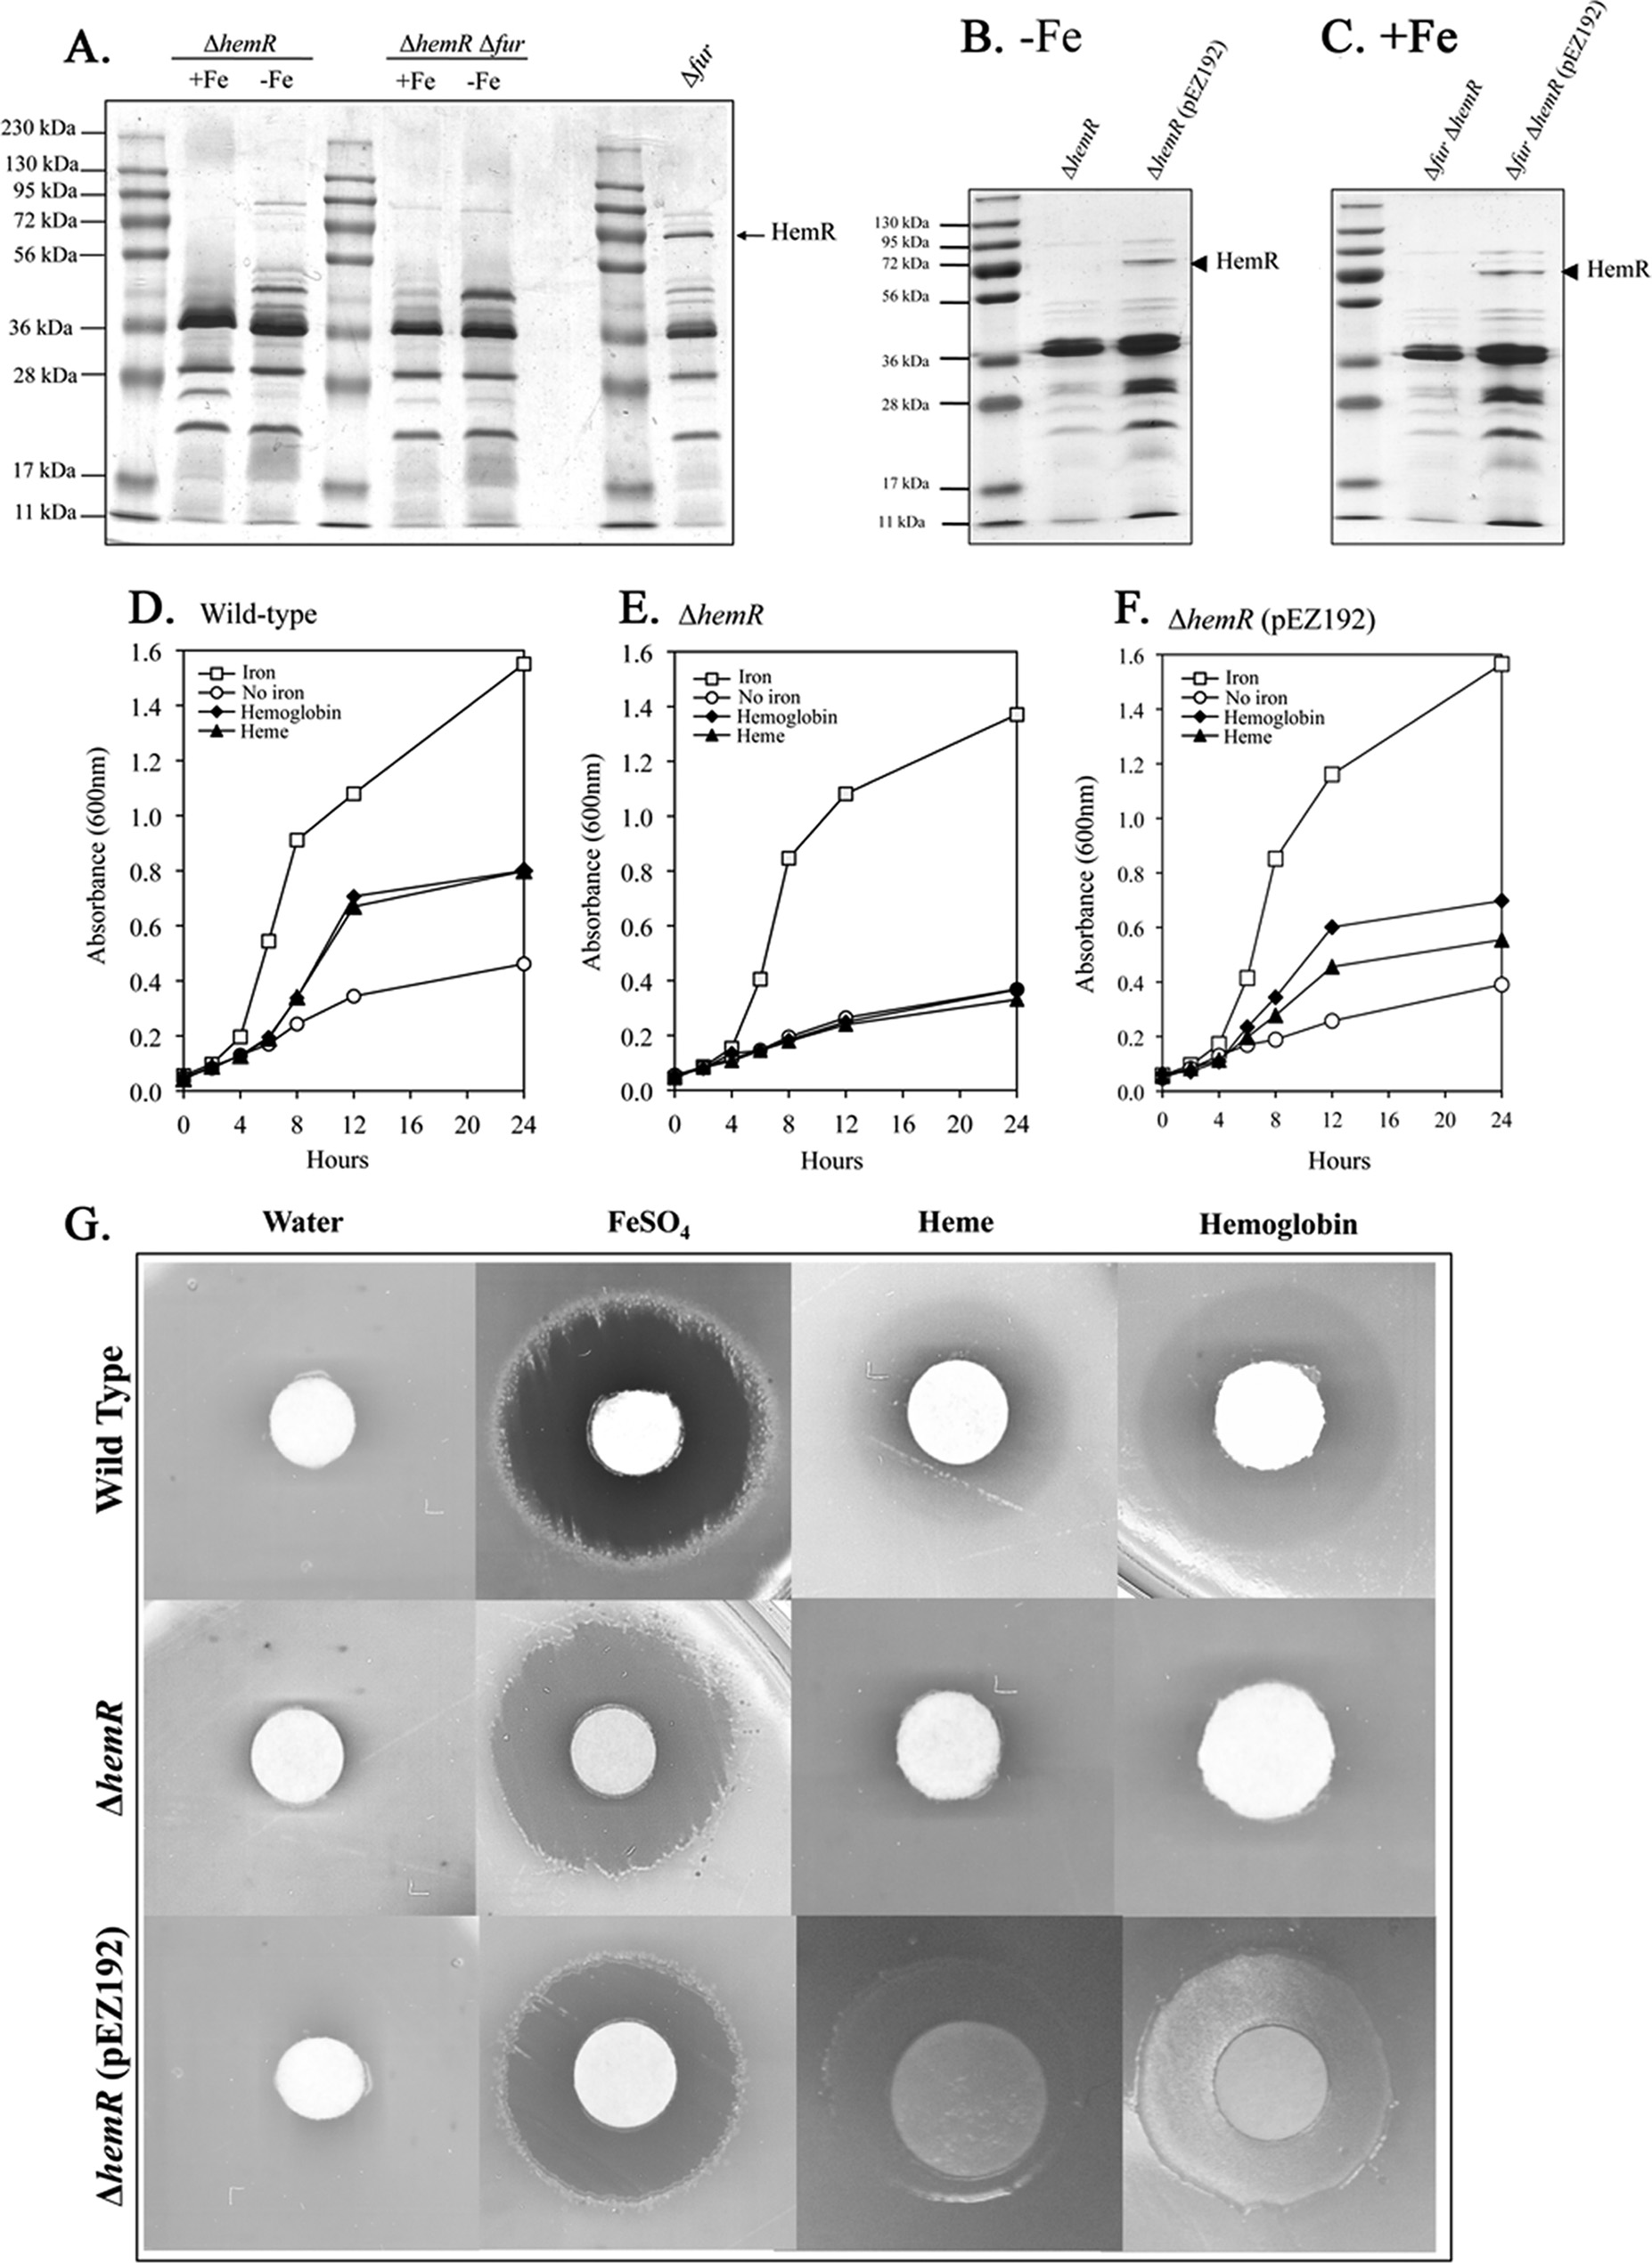 A.
ΔhemR
ΔhemR Δfur
Δfur
+Fe
-Fe
+Fe
-Fe
230 kDa
130 kDa
95 kDa
72 kDa
56 kDa
36 kDa
28 kDa
17 kDa
11 kDa
HemR
B. -Fe
ΔhemR
ΔhemR (pEZ192)
130 kDa
95 kDa
72 kDa
56 kDa
36 kDa
28 kDa
17 kDa
11 kDa
HemR
C. +Fe
Δfur ΔhemR
Δfur ΔhemR (pEZ192)
HemR
D. Wild-type
Iron
No iron
Hemoglobin
Heme
Absorbance (600nm)
1.6
1.4
1.2
1.0
0.8
0.6
0.4
0.2
0.0
0 4 8 12 16 20 24
Hours
E. ΔhemR
Iron
No iron
Hemoglobin
Heme
Absorbance (600nm)
1.6
1.4
1.2
1.0
0.8
0.6
0.4
0.2
0.0
0 4 8 12 16 20 24
Hours
F. ΔhemR (pEZ192)
Iron
No iron
Hemoglobin
Heme
Absorbance (600nm)
1.6
1.4
1.2
1.0
0.8
0.6
0.4
0.2
0.0
0 4 8 12 16 20 24
Hours
G.
Water FeSO₄ Heme Hemoglobin
Wild Type
ΔhemR
ΔhemR (pEZ192)